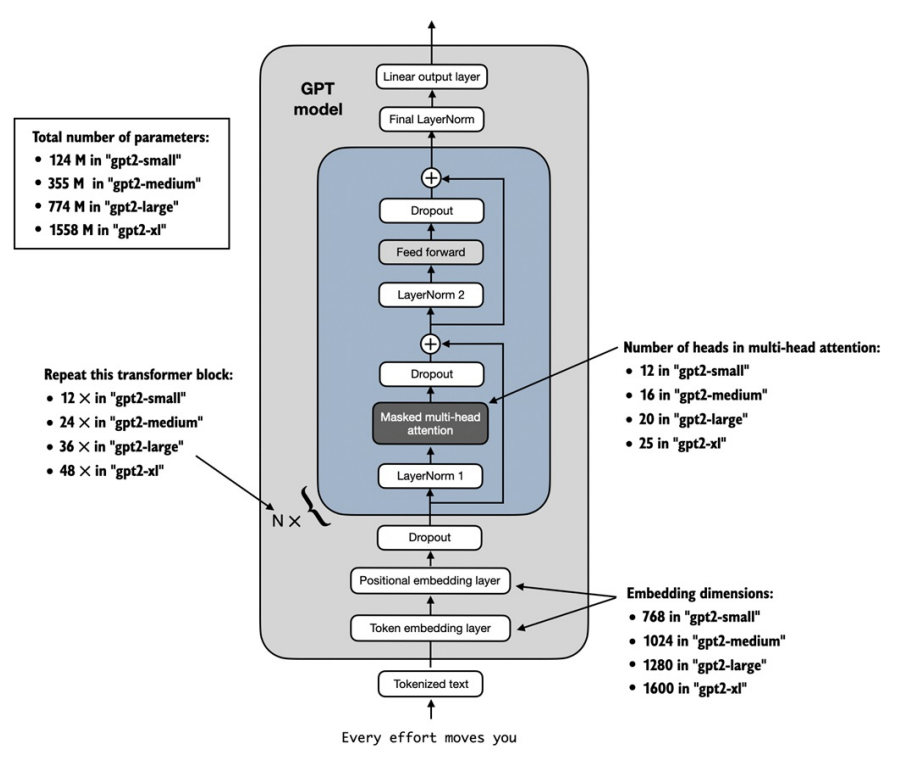 GPT
model
Linear output layer
Final LayerNorm
Total number of parameters:
• 124 M in "gpt2-small"
• 355 M in "gpt2-medium"
• 774 M in "gpt2-large"
• 1558 M in "gpt2-xl"
+
Dropout
Feed forward
LayerNorm 2
+
Dropout
Masked multi-head
attention
LayerNorm 1
Number of heads in multi-head attention:
• 12 in "gpt2-small"
• 16 in "gpt2-medium"
• 20 in "gpt2-large"
• 25 in "gpt2-xl"
Repeat this transformer block:
• 12 × in "gpt2-small"
• 24 × in "gpt2-medium"
• 36 × in "gpt2-large"
• 48 × in "gpt2-xl"
N × {
Dropout
Positional embedding layer
Token embedding layer
Embedding dimensions:
• 768 in "gpt2-small"
• 1024 in "gpt2-medium"
• 1280 in "gpt2-large"
• 1600 in "gpt2-xl"
Tokenized text
Every effort moves you